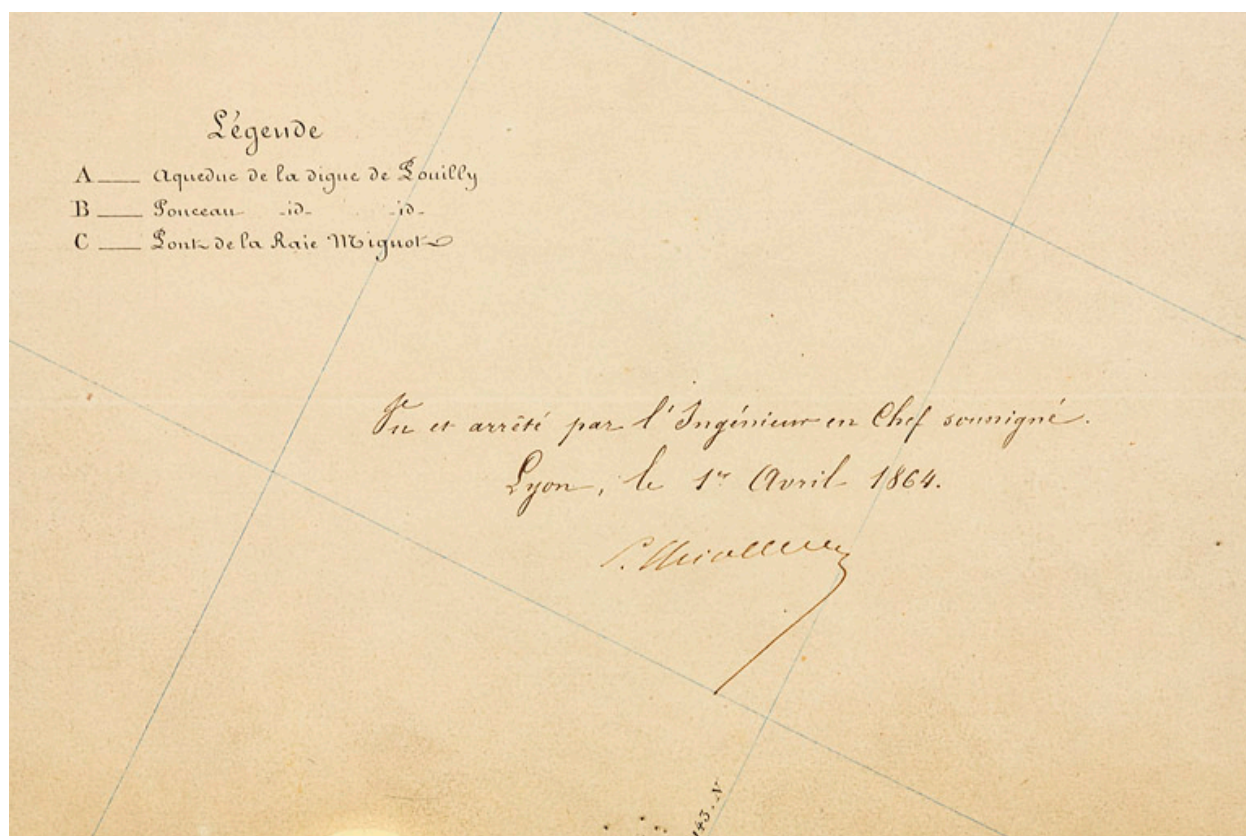 Légende
A ___ Aqueduc de la digue de Pouilly
B ___ Ponceau -id- -id-
C ___ Pont de la Raie Mignot
Vu et arrêté par l'Ingénieur en Chef soussigné.
Lyon, le 1er Avril 1864.
143. N